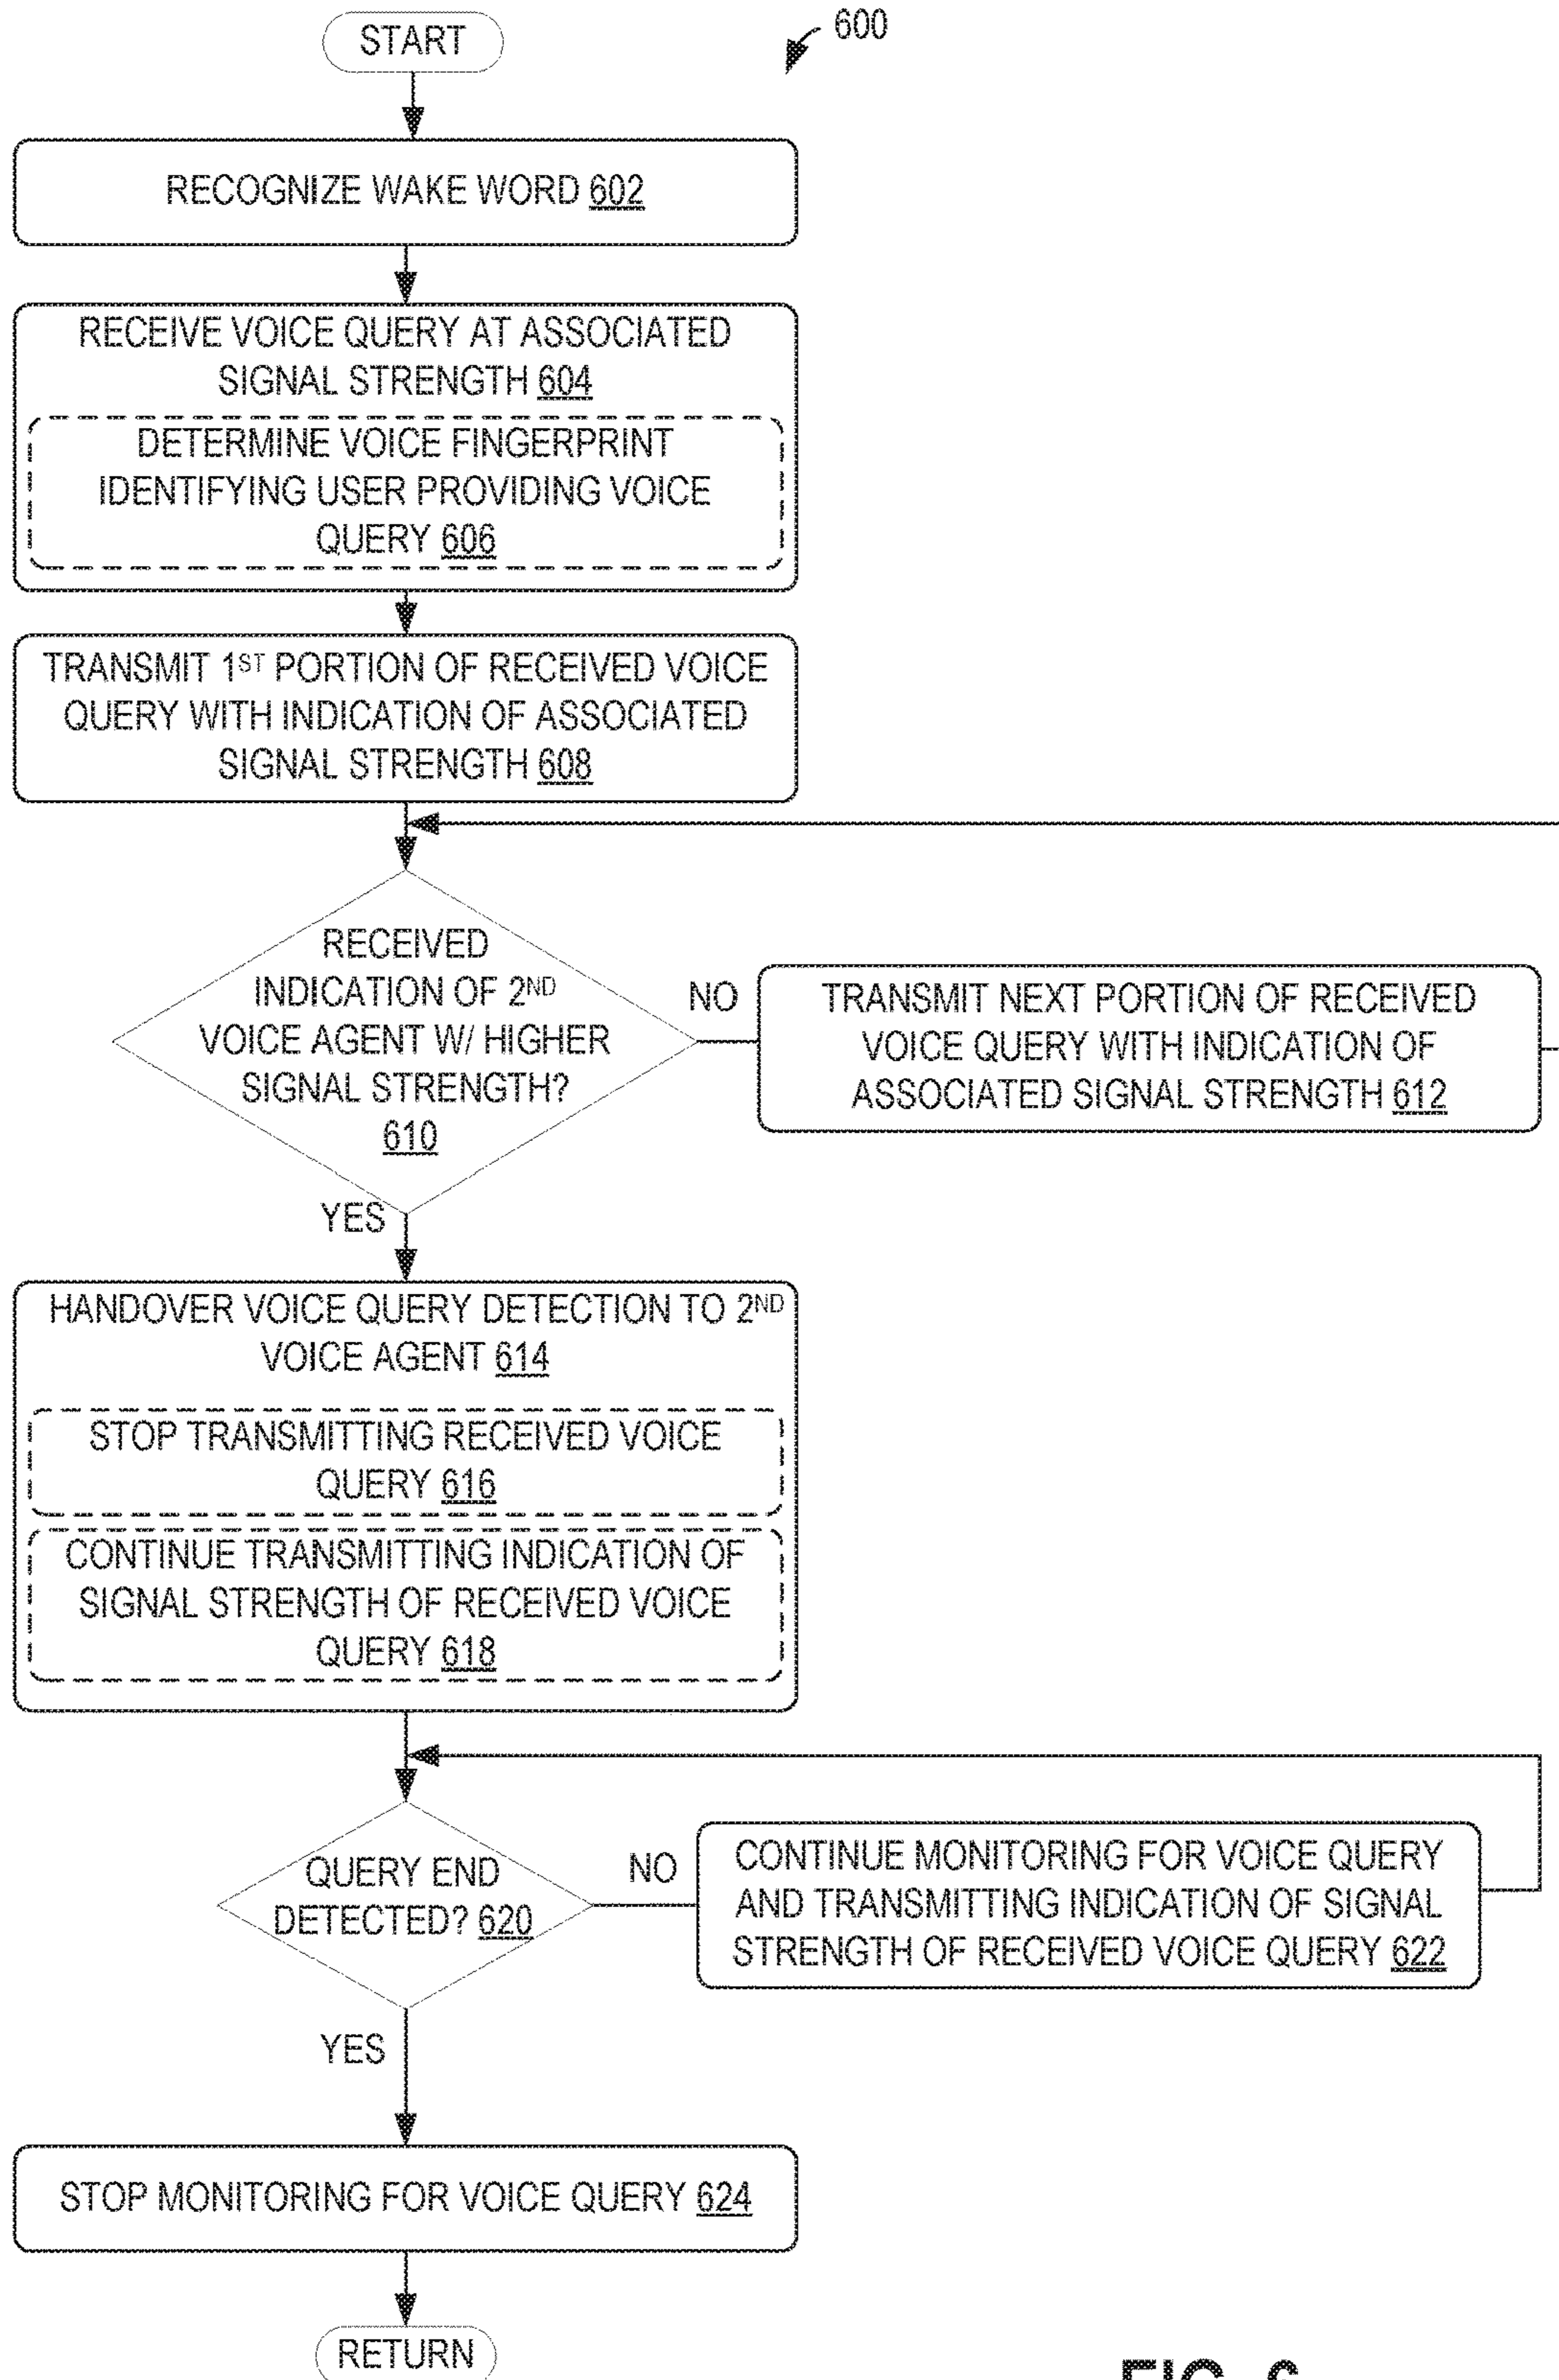 START
600
RECOGNIZE WAKE WORD 602
RECEIVE VOICE QUERY AT ASSOCIATED
SIGNAL STRENGTH 604
DETERMINE VOICE FINGERPRINT
IDENTIFYING USER PROVIDING VOICE
QUERY 606
TRANSMIT 1ST PORTION OF RECEIVED VOICE
QUERY WITH INDICATION OF ASSOCIATED
SIGNAL STRENGTH 608
RECEIVED
INDICATION OF 2ND
VOICE AGENT W/ HIGHER
SIGNAL STRENGTH?
610
NO
TRANSMIT NEXT PORTION OF RECEIVED
VOICE QUERY WITH INDICATION OF
ASSOCIATED SIGNAL STRENGTH 612
YES
HANDOVER VOICE QUERY DETECTION TO 2ND
VOICE AGENT 614
STOP TRANSMITTING RECEIVED VOICE
QUERY 616
CONTINUE TRANSMITTING INDICATION OF
SIGNAL STRENGTH OF RECEIVED VOICE
QUERY 618
QUERY END
DETECTED? 620
NO
CONTINUE MONITORING FOR VOICE QUERY
AND TRANSMITTING INDICATION OF SIGNAL
STRENGTH OF RECEIVED VOICE QUERY 622
YES
STOP MONITORING FOR VOICE QUERY 624
RETURN
FIG. 6